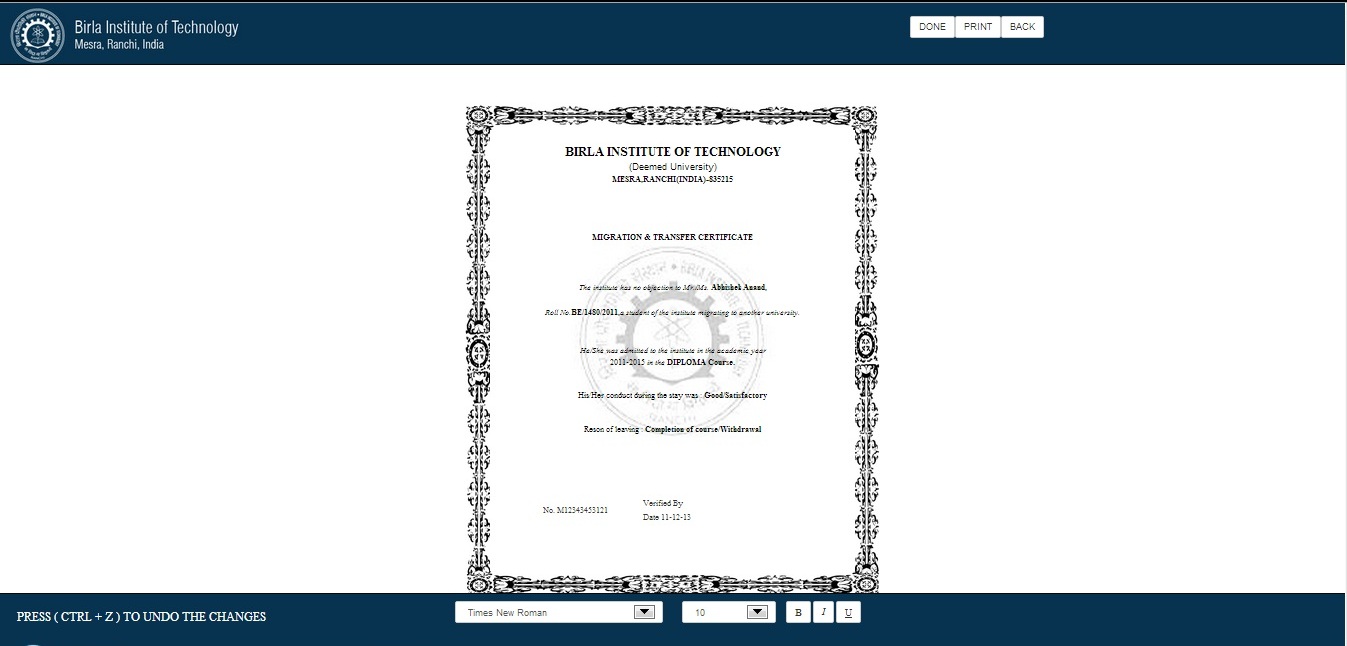 Birla Institute of Technology
Mesra, Ranchi, India
DONE PRINT BACK
BIRLA INSTITUTE OF TECHNOLOGY
(Deemed University)
MESRA,RANCHI(INDIA)-835215
MIGRATION & TRANSFER CERTIFICATE
The institute has no objection to Mr./Ms. Abhishek Anand,
Roll No.BE/1480/2011,a student of the institute migrating to another university.
He/She was admitted to the institute in the academic year
2011-2015 in the DIPLOMA Course.
His/Her conduct during the stay was : Good/Satisfactory
Reson of leaving : Completion of course/Withdrawal
No. M12343453121
Verified By
Date 11-12-13
PRESS ( CTRL + Z ) TO UNDO THE CHANGES
Times New Roman
10
B I U